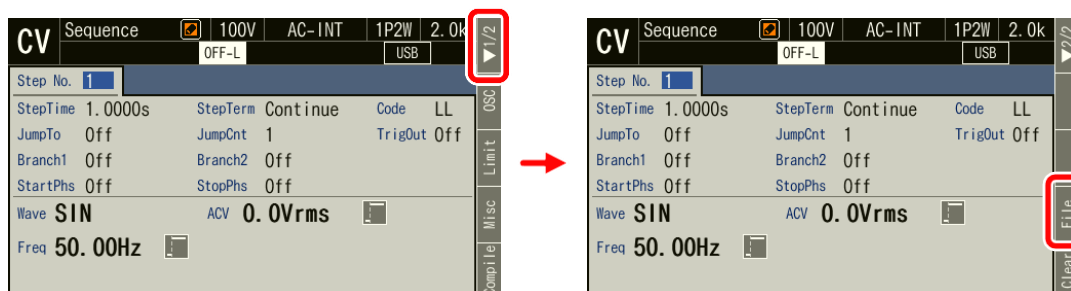 CV Sequence 100V AC-INT 1P2W 2.0k
OFF-L USB
▶1/2
Step No. 1
StepTime 1.0000s StepTerm Continue Code LL
JumpTo Off JumpCnt 1 TrigOut Off
Branch1 Off Branch2 Off
StartPhs Off StopPhs Off
Wave SIN ACV 0.0Vrms
Freq 50.00Hz
OSC
Limit
Misc
Compile
CV Sequence 100V AC-INT 1P2W 2.0k
OFF-L USB
▶2/2
Step No. 1
StepTime 1.0000s StepTerm Continue Code LL
JumpTo Off JumpCnt 1 TrigOut Off
Branch1 Off Branch2 Off
StartPhs Off StopPhs Off
Wave SIN ACV 0.0Vrms
Freq 50.00Hz
File
Clear